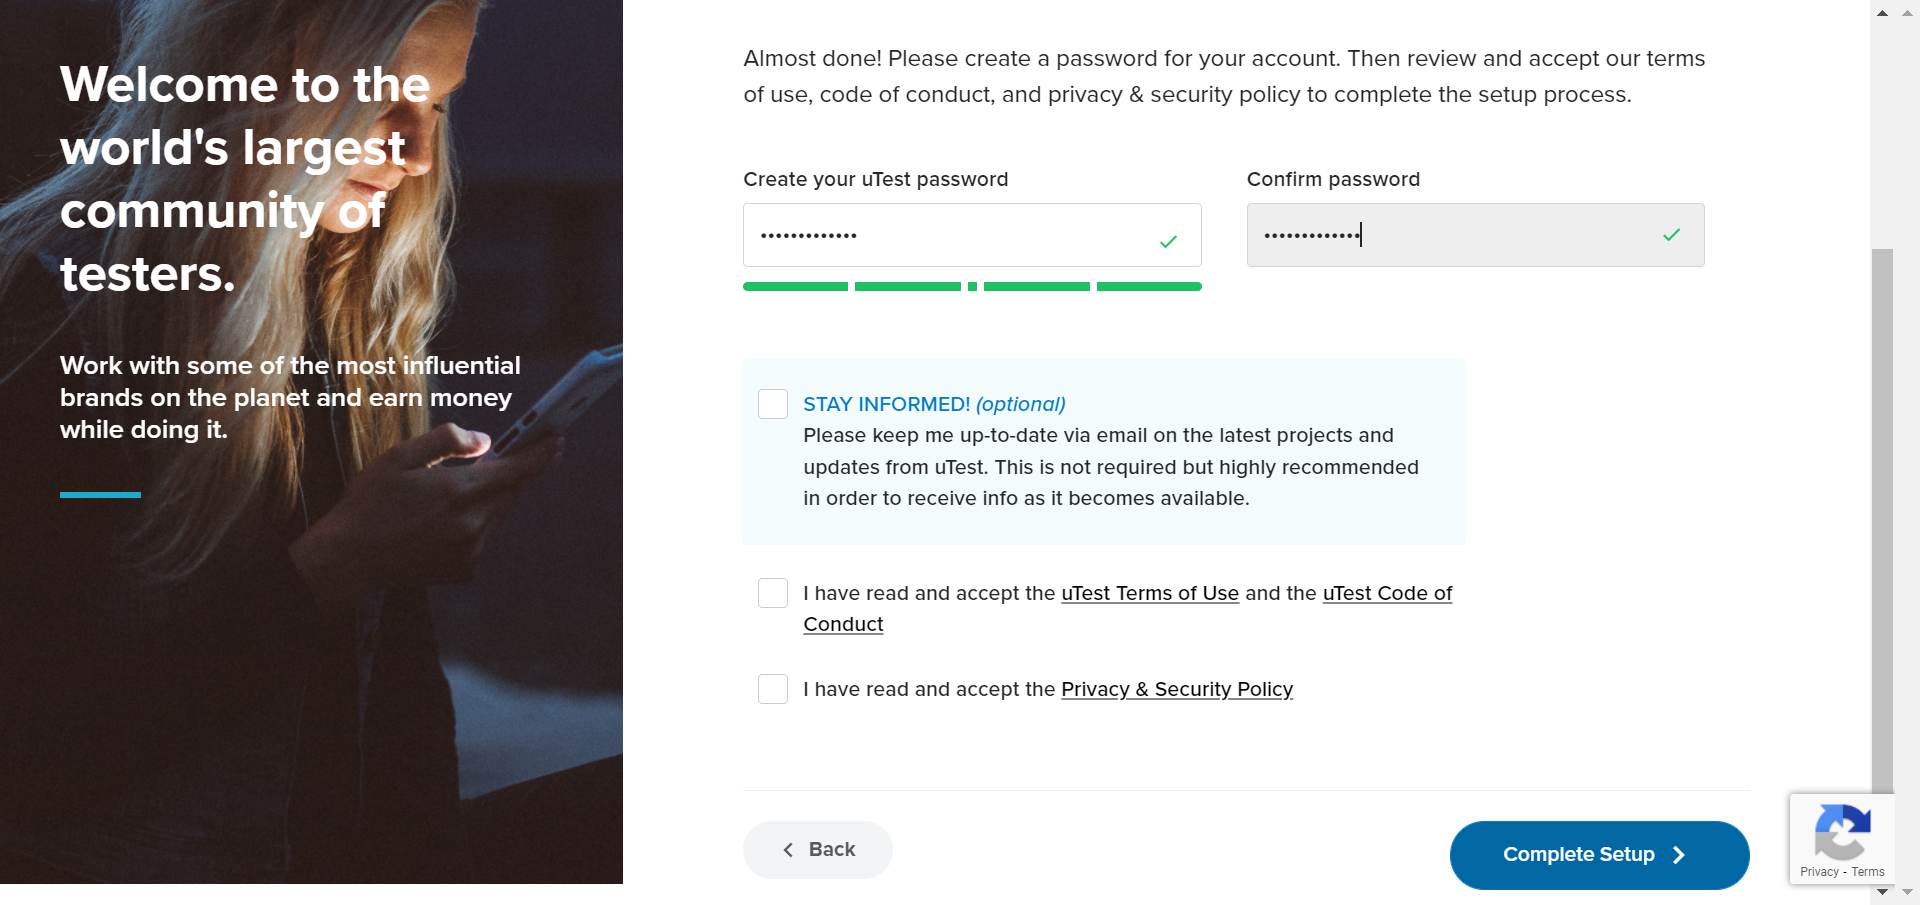 Welcome to the
world's largest
community of
testers.
Work with some of the most influential
brands on the planet and earn money
while doing it.
Almost done! Please create a password for your account. Then review and accept our terms
of use, code of conduct, and privacy & security policy to complete the setup process.
Create your uTest password
Confirm password
•••••••••••••
•••••••••••••
STAY INFORMED! (optional)
Please keep me up-to-date via email on the latest projects and
updates from uTest. This is not required but highly recommended
in order to receive info as it becomes available.
I have read and accept the uTest Terms of Use and the uTest Code of
Conduct
I have read and accept the Privacy & Security Policy
Back
Complete Setup
Privacy - Terms